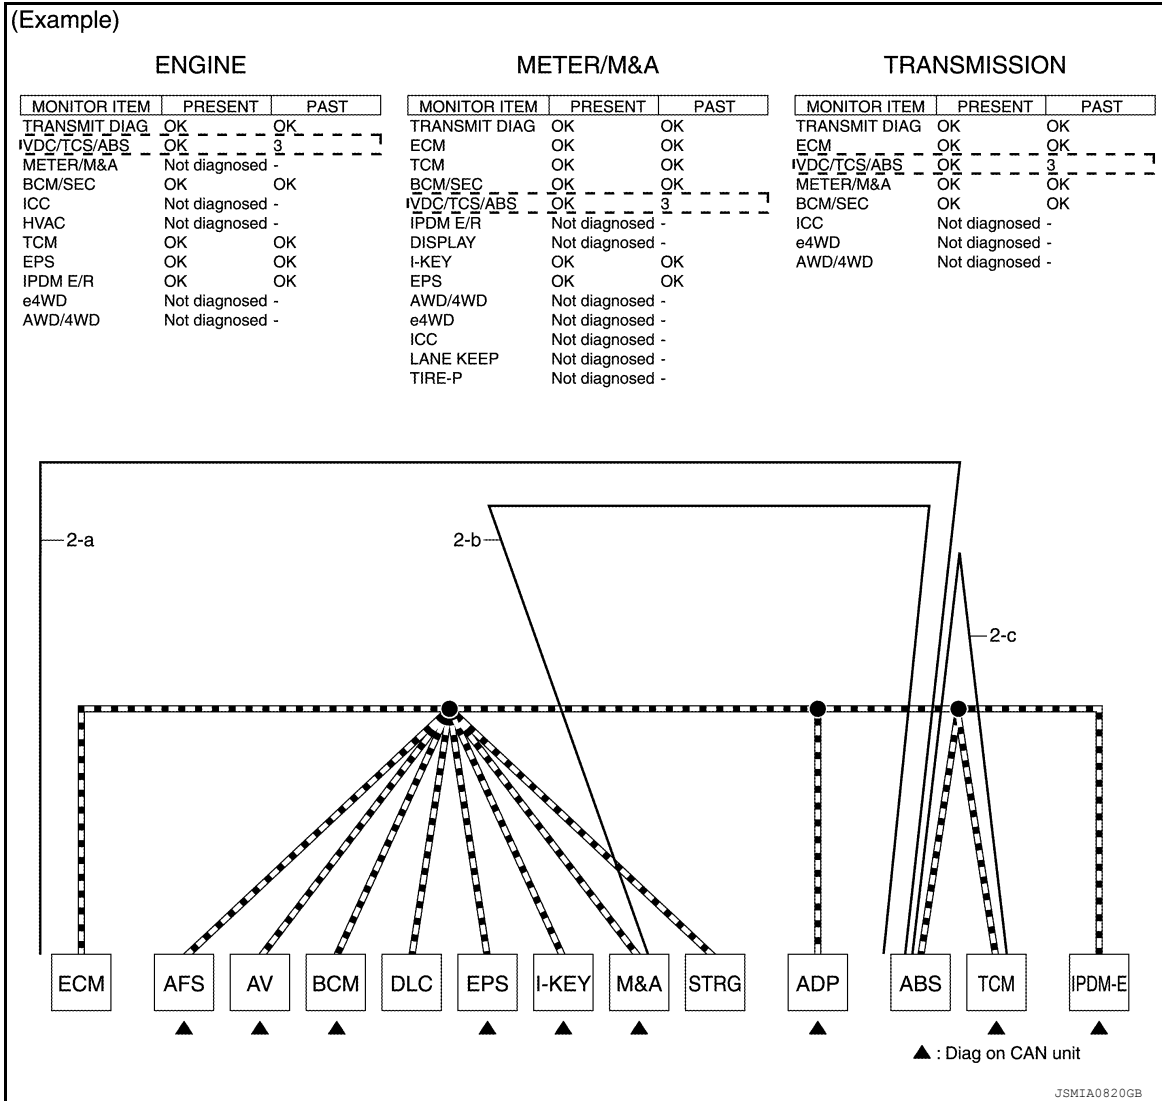 (Example)
ENGINE
MONITOR ITEM PRESENT PAST
TRANSMIT DIAG OK OK
VDC/TCS/ABS OK 3
METER/M&A Not diagnosed -
BCM/SEC OK OK
ICC Not diagnosed -
HVAC Not diagnosed -
TCM OK OK
EPS OK OK
IPDM E/R OK OK
e4WD Not diagnosed -
AWD/4WD Not diagnosed -
METER/M&A
MONITOR ITEM PRESENT PAST
TRANSMIT DIAG OK OK
ECM OK OK
TCM OK OK
BCM/SEC OK OK
VDC/TCS/ABS OK 3
IPDM E/R Not diagnosed -
DISPLAY Not diagnosed -
I-KEY OK OK
EPS OK OK
AWD/4WD Not diagnosed -
e4WD Not diagnosed -
ICC Not diagnosed -
LANE KEEP Not diagnosed -
TIRE-P Not diagnosed -
TRANSMISSION
MONITOR ITEM PRESENT PAST
TRANSMIT DIAG OK OK
ECM OK OK
VDC/TCS/ABS OK 3
METER/M&A OK OK
BCM/SEC OK OK
ICC Not diagnosed -
e4WD Not diagnosed -
AWD/4WD Not diagnosed -
2-a
2-b
2-c
ECM AFS AV BCM DLC EPS I-KEY M&A STRG ADP ABS TCM IPDM-E
▲ : Diag on CAN unit
JSMIA0820GB